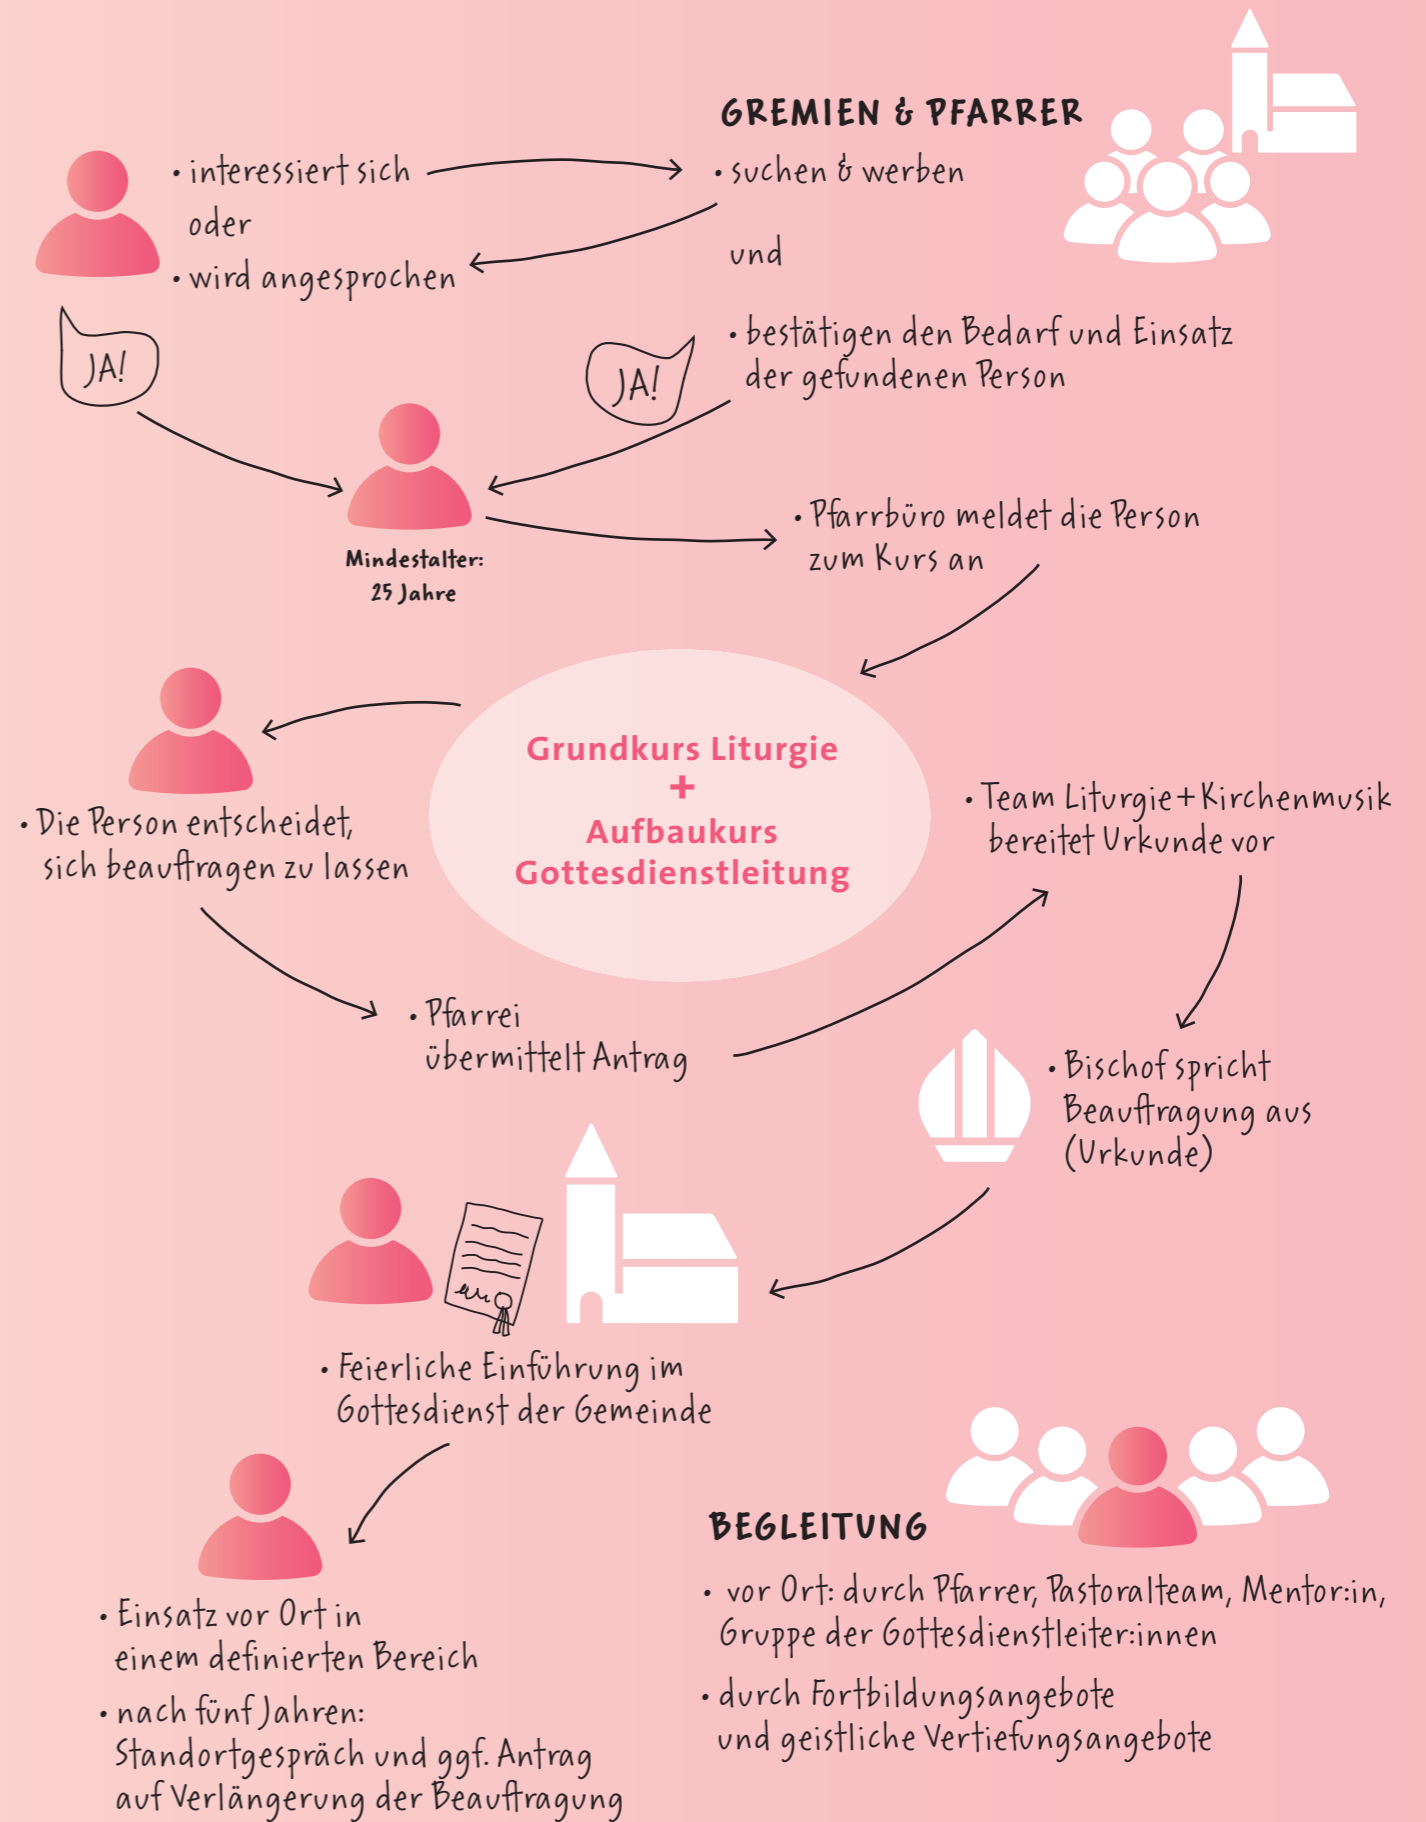 GREMIEN & PFARRER
• interessiert sich
oder
• wird angesprochen
• suchen & werben
und
• bestätigen den Bedarf und Einsatz
der gefundenen Person
JA!
JA!
Mindestalter:
25 Jahre
• Pfarrbüro meldet die Person
zum Kurs an
Grundkurs Liturgie
+
Aufbaukurs
Gottesdienstleitung
• Die Person entscheidet,
sich beauftragen zu lassen
• Pfarrei
übermittelt Antrag
• Team Liturgie+Kirchenmusik
bereitet Urkunde vor
• Bischof spricht
Beauftragung aus
(Urkunde)
• Feierliche Einführung im
Gottesdienst der Gemeinde
• Einsatz vor Ort in
einem definierten Bereich
• nach fünf Jahren:
Standortgespräch und ggf. Antrag
auf Verlängerung der Beauftragung
BEGLEITUNG
• vor Ort: durch Pfarrer, Pastoralteam, Mentor:in,
Gruppe der Gottesdienstleiter:innen
• durch Fortbildungsangebote
und geistliche Vertiefungsangebote